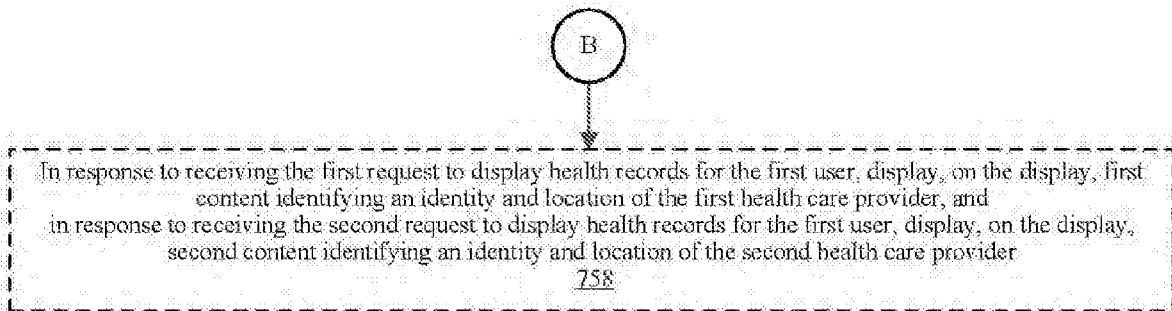 B
In response to receiving the first request to display health records for the first user, display, on the display, first
content identifying an identity and location of the first health care provider, and
in response to receiving the second request to display health records for the first user, display, on the display,
second content identifying an identity and location of the second health care provider
758